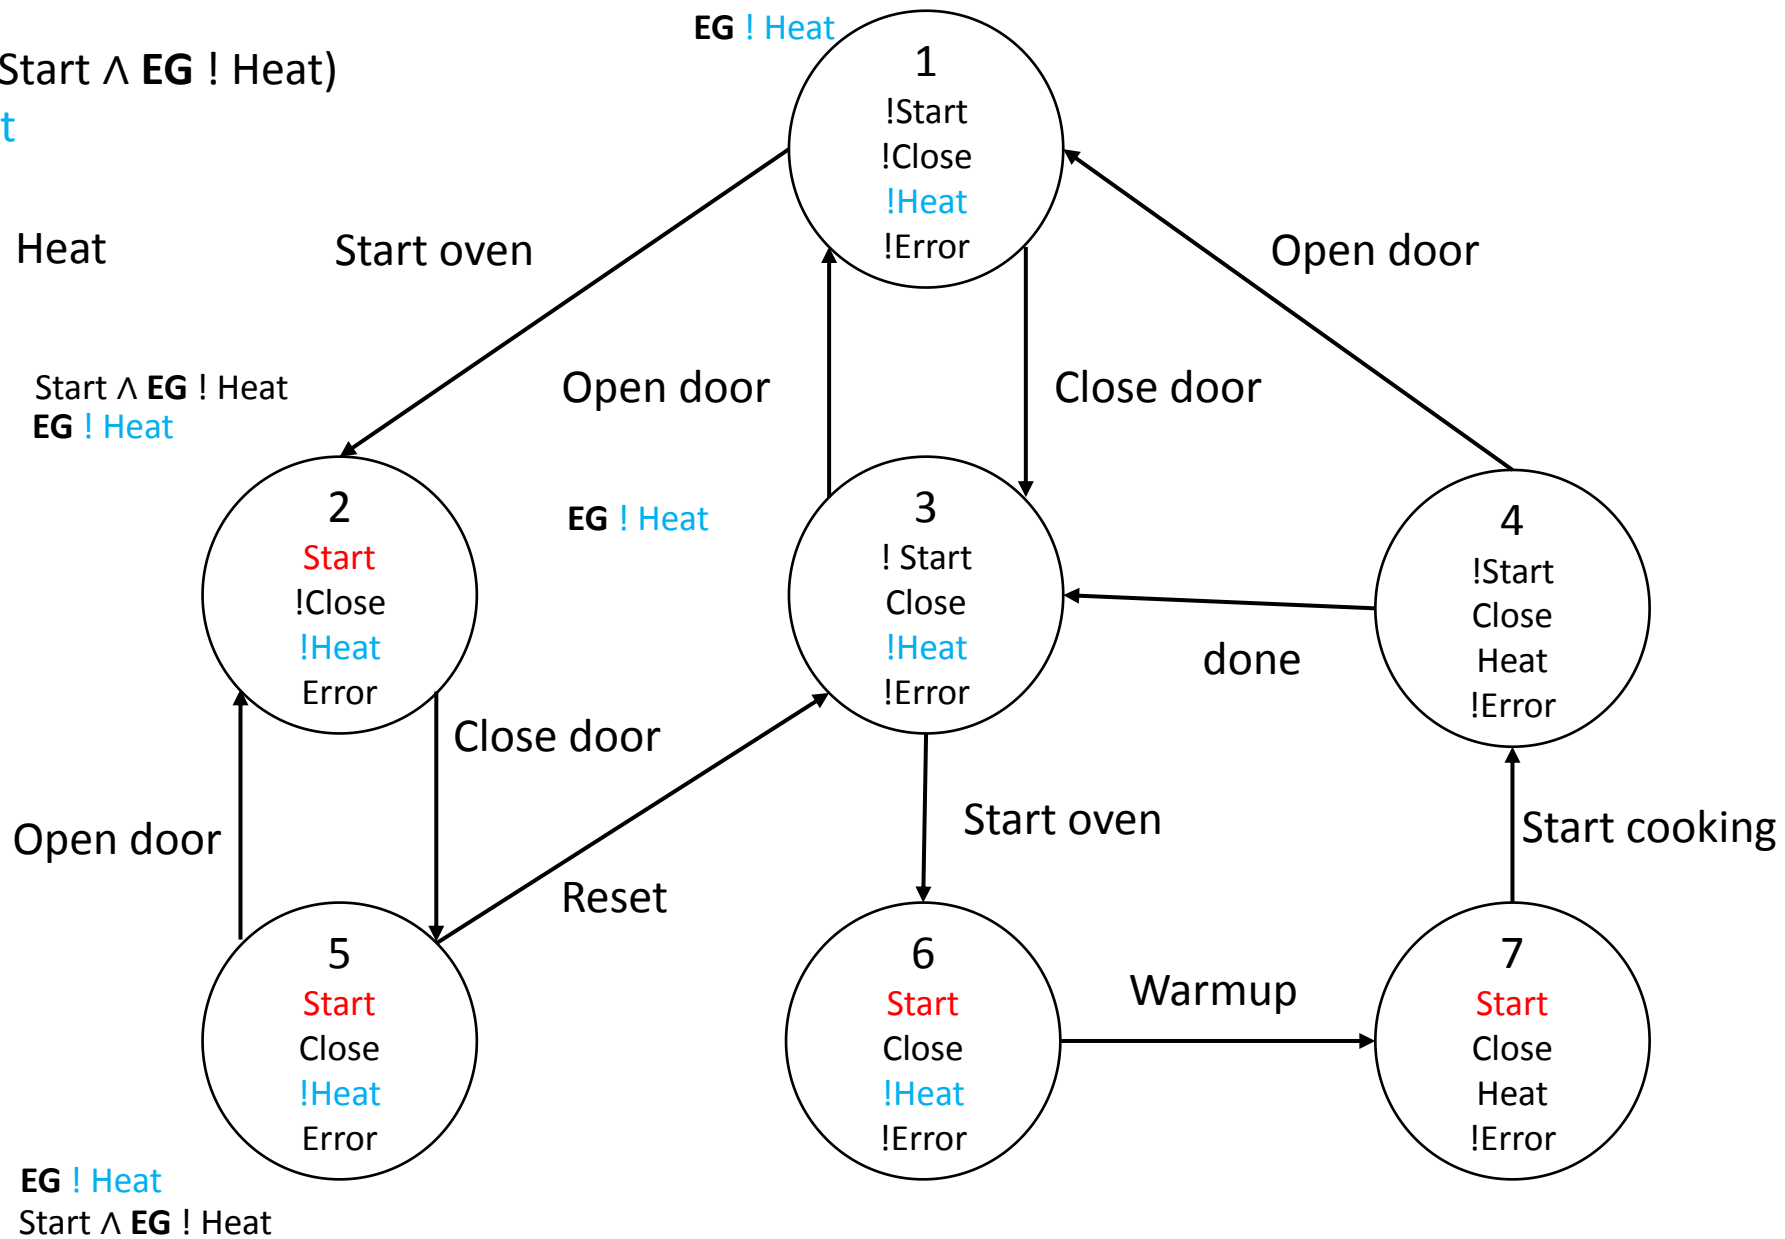 EG ! Heat
Start ∧ EG ! Heat)
t
Heat
1
!Start
!Close
!Heat
!Error
Start oven
Open door
Open door
Close door
Start ∧ EG ! Heat
EG ! Heat
EG ! Heat
2
Start
!Close
!Heat
Error
3
! Start
Close
!Heat
!Error
4
!Start
Close
Heat
!Error
done
Close door
Open door
Reset
Start oven
Start cooking
5
Start
Close
!Heat
Error
6
Start
Close
!Heat
!Error
Warmup
7
Start
Close
Heat
!Error
EG ! Heat
Start ∧ EG ! Heat